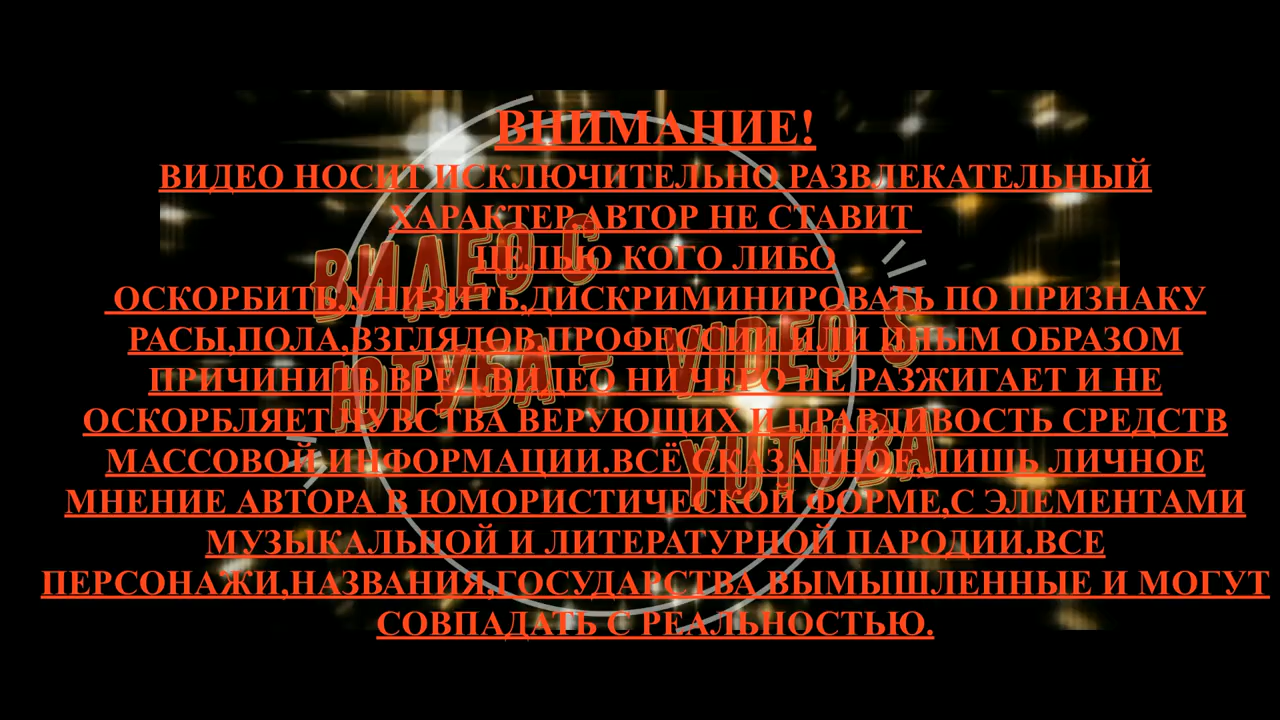 ВНИМАНИЕ!
ВИДЕО НОСИТ ИСКЛЮЧИТЕЛЬНО РАЗВЛЕКАТЕЛЬНЫЙ
ХАРАКТЕР.АВТОР НЕ СТАВИТ
ЦЕЛЬЮ КОГО ЛИБО
ОСКОРБИТЬ,УНИЗИТЬ,ДИСКРИМИНИРОВАТЬ ПО ПРИЗНАКУ
РАСЫ,ПОЛА,ВЗГЛЯДОВ,ПРОФЕССИИ ИЛИ ИНЫМ ОБРАЗОМ
ПРИЧИНИТЬ ВРЕД.ВИДЕО НИ ЧЕГО НЕ РАЗЖИГАЕТ И НЕ
ОСКОРБЛЯЕТ ЧУВСТВА ВЕРУЮЩИХ И ПРАВДИВОСТЬ СРЕДСТВ
МАССОВОЙ ИНФОРМАЦИИ.ВСЁ СКАЗАННОЕ ЛИШЬ ЛИЧНОЕ
МНЕНИЕ АВТОРА В ЮМОРИСТИЧЕСКОЙ ФОРМЕ,С ЭЛЕМЕНТАМИ
МУЗЫКАЛЬНОЙ И ЛИТЕРАТУРНОЙ ПАРОДИИ.ВСЕ
ПЕРСОНАЖИ,НАЗВАНИЯ,ГОСУДАРСТВА ВЫМЫШЛЕННЫЕ И МОГУТ
СОВПАДАТЬ С РЕАЛЬНОСТЬЮ.
ВИДЕО С
ЮТУБА -
VIDEO S
YUTUBA